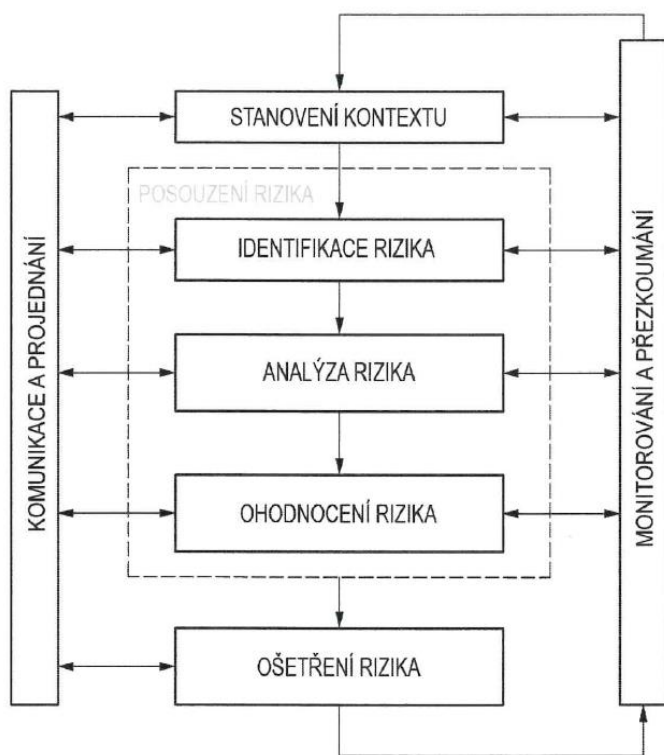 STANOVENÍ KONTEXTU
POSOUZENÍ RIZIKA
IDENTIFIKACE RIZIKA
ANALÝZA RIZIKA
OHODNOCENÍ RIZIKA
OŠETŘENÍ RIZIKA
KOMUNIKACE A PROJEDNÁNÍ
MONITOROVÁNÍ A PŘEZKOUMÁNÍ